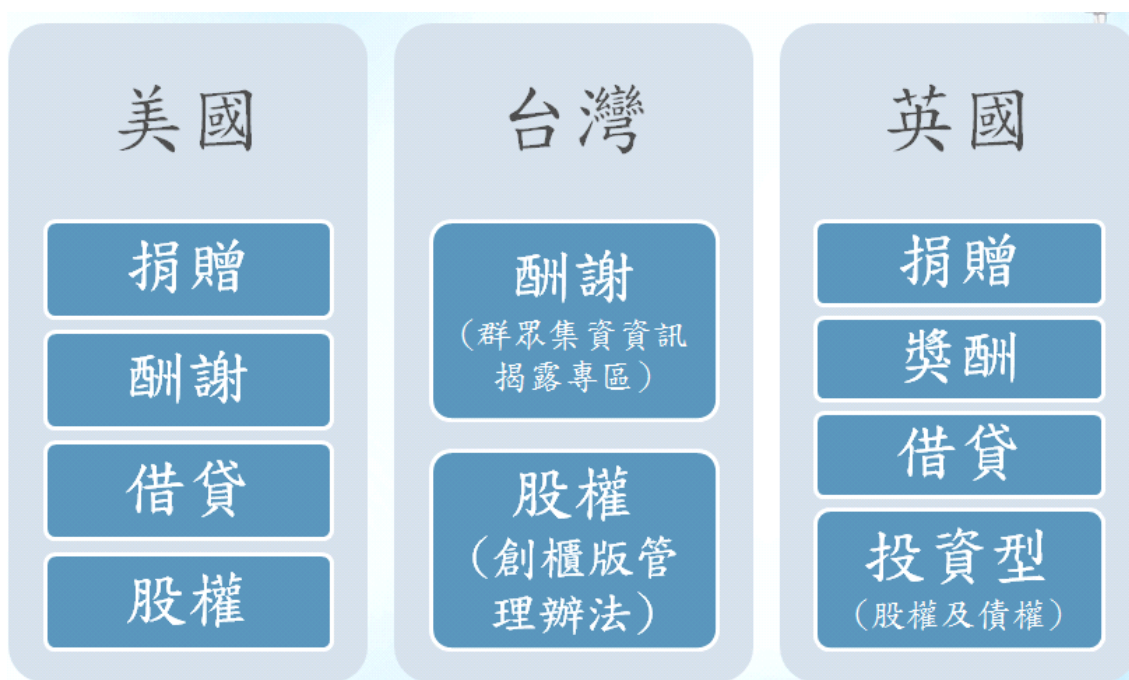 美國
捐贈
酬謝
借貸
股權
台灣
酬謝
（群眾集資資訊
揭露專區）
股權
（創櫃版管
理辦法）
英國
捐贈
獎酬
借貸
投資型
（股權及債權）